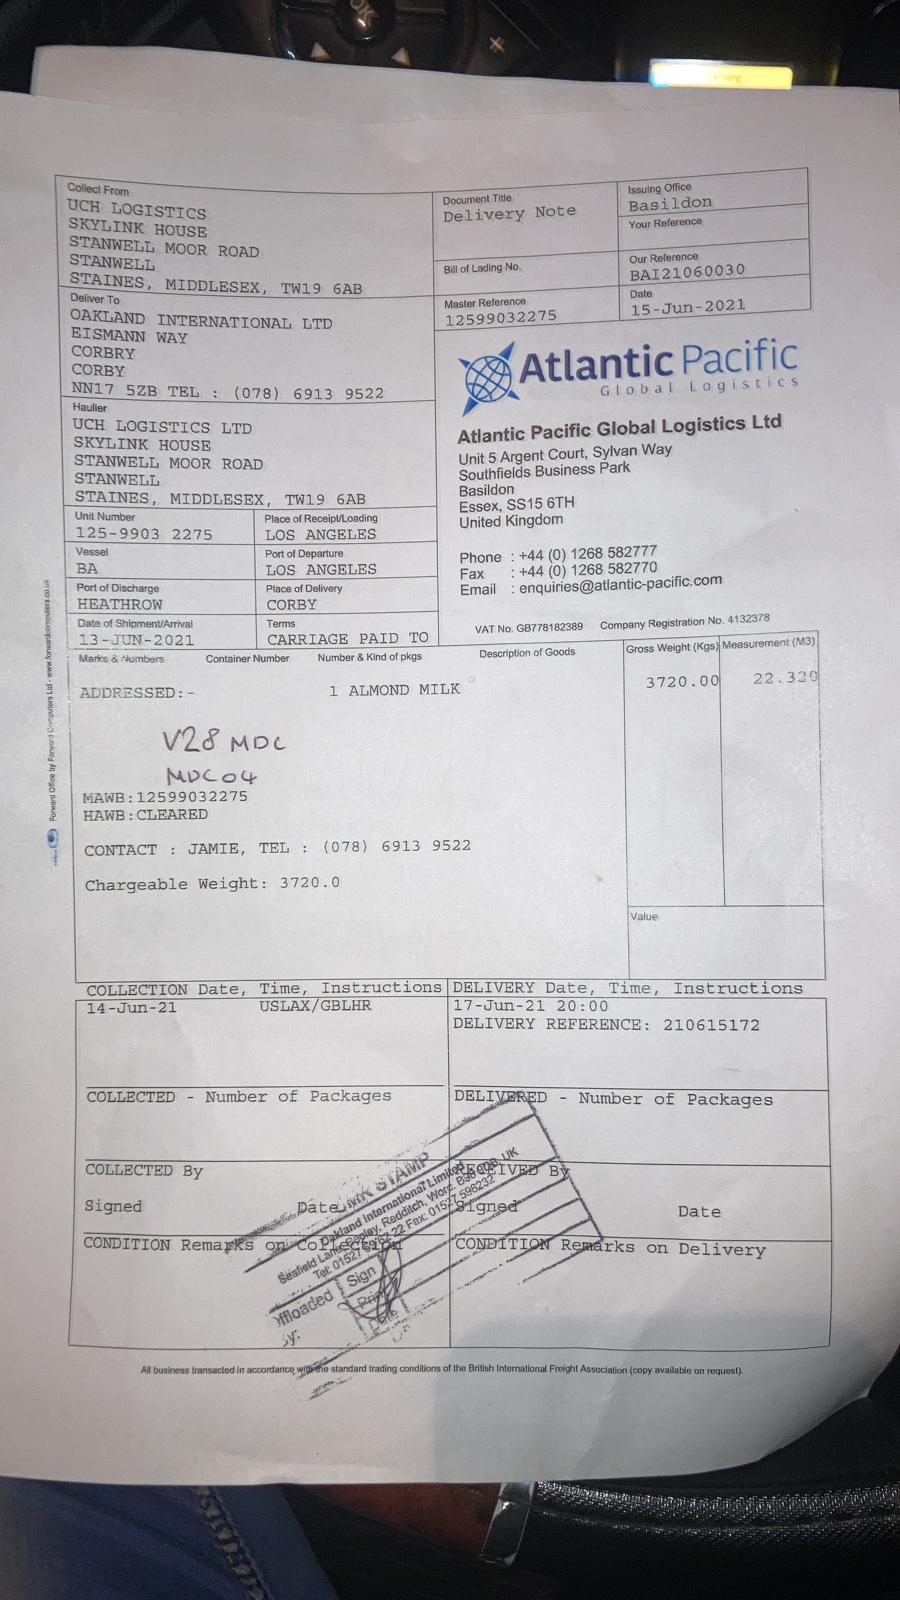 Collect From
UCH LOGISTICS
SKYLINK HOUSE
STANWELL MOOR ROAD
STANWELL
STAINES, MIDDLESEX, TW19 6AB
Document Title
Delivery Note
Issuing Office
Basildon
Your Reference
Bill of Lading No.
Our Reference
BAI21060030
Master Reference
12599032275
Date
15-Jun-2021
Deliver To
OAKLAND INTERNATIONAL LTD
EISMANN WAY
CORBRY
CORBY
NN17 5ZB TEL : (078) 6913 9522
Haulier
UCH LOGISTICS LTD
SKYLINK HOUSE
STANWELL MOOR ROAD
STANWELL
STAINES, MIDDLESEX, TW19 6AB
Atlantic Pacific
Global Logistics
Atlantic Pacific Global Logistics Ltd
Unit 5 Argent Court, Sylvan Way
Southfields Business Park
Basildon
Essex, SS15 6TH
United Kingdom
Phone : +44 (0) 1268 582777
Fax : +44 (0) 1268 582770
Email : enquiries@atlantic-pacific.com
VAT No. GB778182389 Company Registration No. 4132378
Unit Number
125-9903 2275
Place of Receipt/Loading
LOS ANGELES
Vessel
BA
Port of Departure
LOS ANGELES
Port of Discharge
HEATHROW
Place of Delivery
CORBY
Date of Shipment/Arrival
13-JUN-2021
Terms
CARRIAGE PAID TO
Marks & Numbers Container Number Number & Kind of pkgs Description of Goods Gross Weight (Kgs) Measurement (M3)
ADDRESSED:- 1 ALMOND MILK 3720.00 22.320
V28 MDC
MDC04
MAWB:12599032275
HAWB:CLEARED
CONTACT : JAMIE, TEL : (078) 6913 9522
Chargeable Weight: 3720.0
Value
COLLECTION Date, Time, Instructions
14-Jun-21 USLAX/GBLHR
DELIVERY Date, Time, Instructions
17-Jun-21 20:00
DELIVERY REFERENCE: 210615172
COLLECTED - Number of Packages
DELIVERED - Number of Packages
COLLECTED By
Signed Date
RECEIVED By
Signed Date
CONDITION Remarks on Collection
CONDITION Remarks on Delivery
STAMP
Oakland International Limited
Seafield Lane, Redditch, Worc. UK
Fax: 01527 596232
Sign
Print
Date
All business transacted in accordance with the standard trading conditions of the British International Freight Association (copy available on request).
Forward Office by Forward Computers Ltd - www.forwardcomputers.co.uk
OK